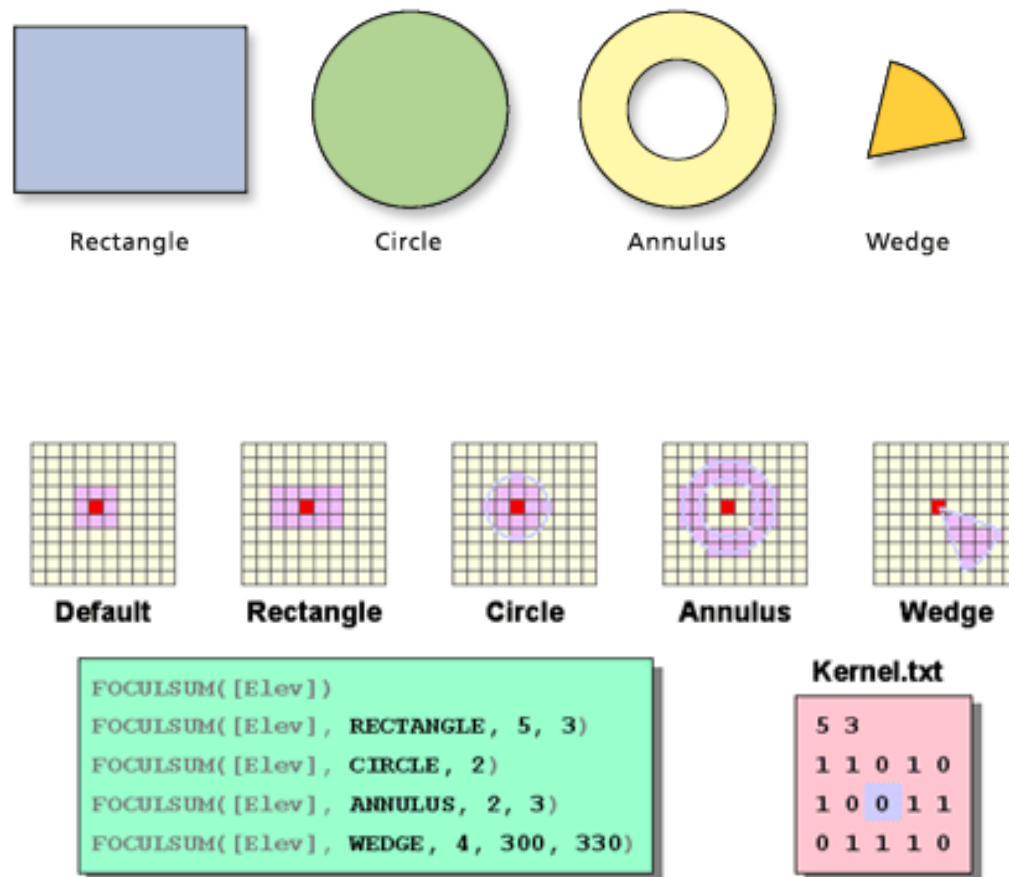 Rectangle Circle Annulus Wedge
Default Rectangle Circle Annulus Wedge
FOCULSUM([Elev])
FOCULSUM([Elev], RECTANGLE, 5, 3)
FOCULSUM([Elev], CIRCLE, 2)
FOCULSUM([Elev], ANNULUS, 2, 3)
FOCULSUM([Elev], WEDGE, 4, 300, 330)
Kernel.txt
5 3
1 1 0 1 0
1 0 0 1 1
0 1 1 1 0